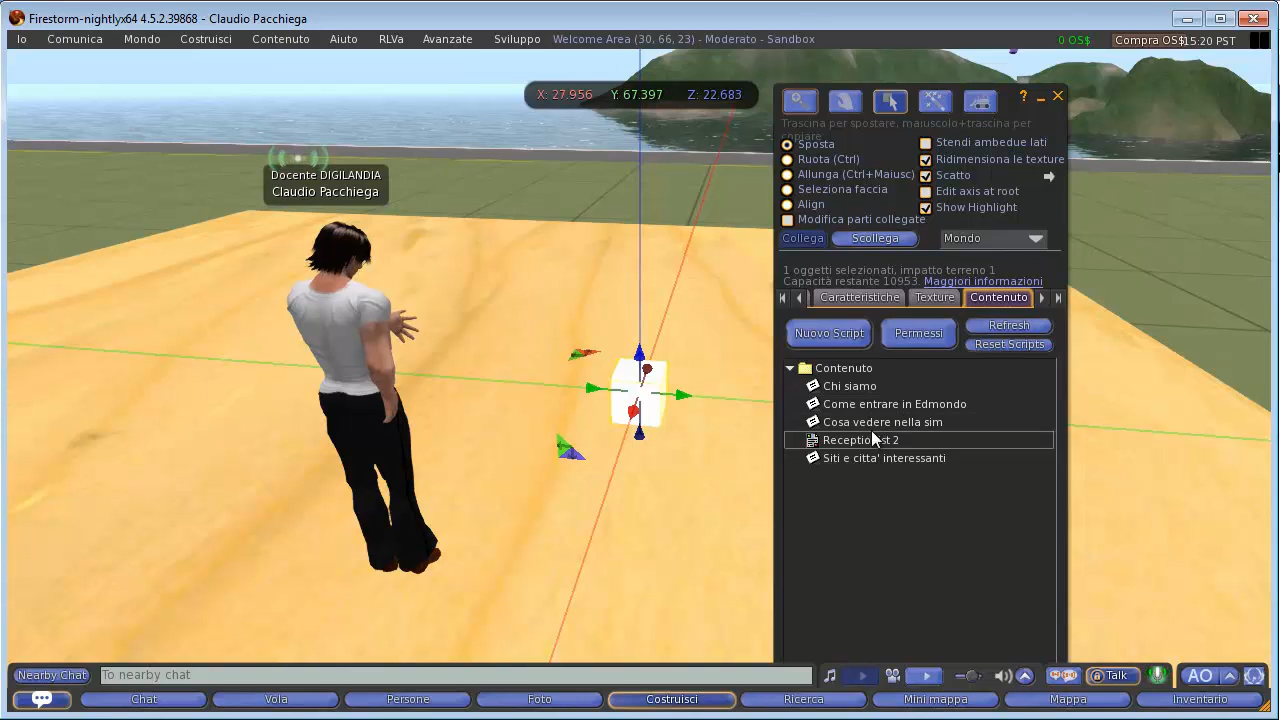 Firestorm-nightlyx64 4.5.2.39868 - Claudio Pacchiega
Io Comunica Mondo Costruisci Contenuto Aiuto RLVa Avanzate Sviluppo Welcome Area (30, 66, 23) - Moderato - Sandbox 0 OS$ Compra OS$ 15:20 PST
X: 27.956 Y: 67.397 Z: 22.683
?
Trascina per spostare, maiuscolo+trascina per
copiare
Sposta
Stendi ambedue lati
Ruota (Ctrl)
Ridimensiona le texture
Allunga (Ctrl+Maiusc)
Scatto
Seleziona faccia
Edit axis at root
Align
Show Highlight
Modifica parti collegate
Collega Scollega Mondo
1 oggetti selezionati, impatto terreno 1
Capacità restante 10953. Maggiori informazioni
Caratteristiche Texture Contenuto
Nuovo Script Permessi Refresh
Reset Scripts
Contenuto
Chi siamo
Come entrare in Edmondo
Cosa vedere nella sim
2
Siti e citta' interessanti
Docente DIGILANDIA
Claudio Pacchiega
Nearby Chat To nearby chat Talk AO
Chat Vola Persone Foto Costruisci Ricerca Mini mappa Mappa Inventario